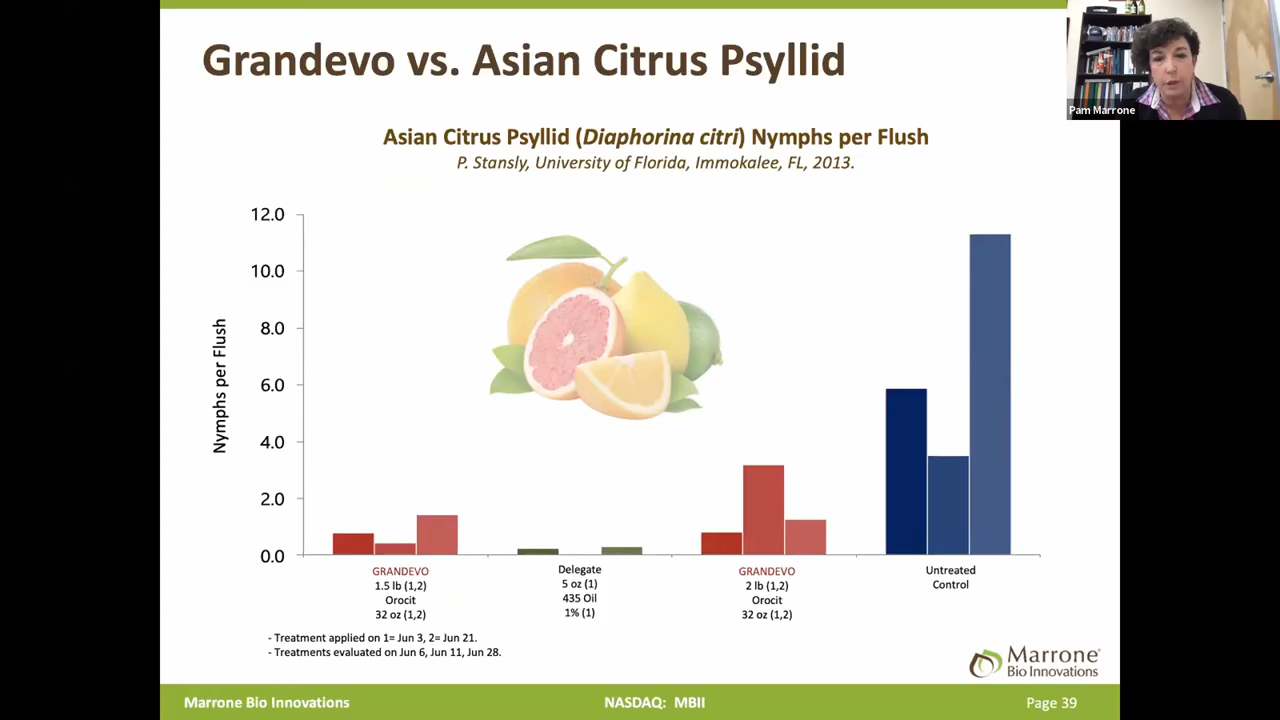 Grandevo vs. Asian Citrus Psyllid
Pam Marrone
Asian Citrus Psyllid (Diaphorina citri) Nymphs per Flush
P. Stansly, University of Florida, Immokalee, FL, 2013.
Nymphs per Flush
12.0
10.0
8.0
6.0
4.0
2.0
0.0
GRANDEVO
1.5 lb (1,2)
Orocit
32 oz (1,2)
Delegate
5 oz (1)
435 Oil
1% (1)
GRANDEVO
2 lb (1,2)
Orocit
32 oz (1,2)
Untreated
Control
- Treatment applied on 1= Jun 3, 2= Jun 21.
- Treatments evaluated on Jun 6, Jun 11, Jun 28.
Marrone®
Bio Innovations
Marrone Bio Innovations
NASDAQ: MBII
Page 39